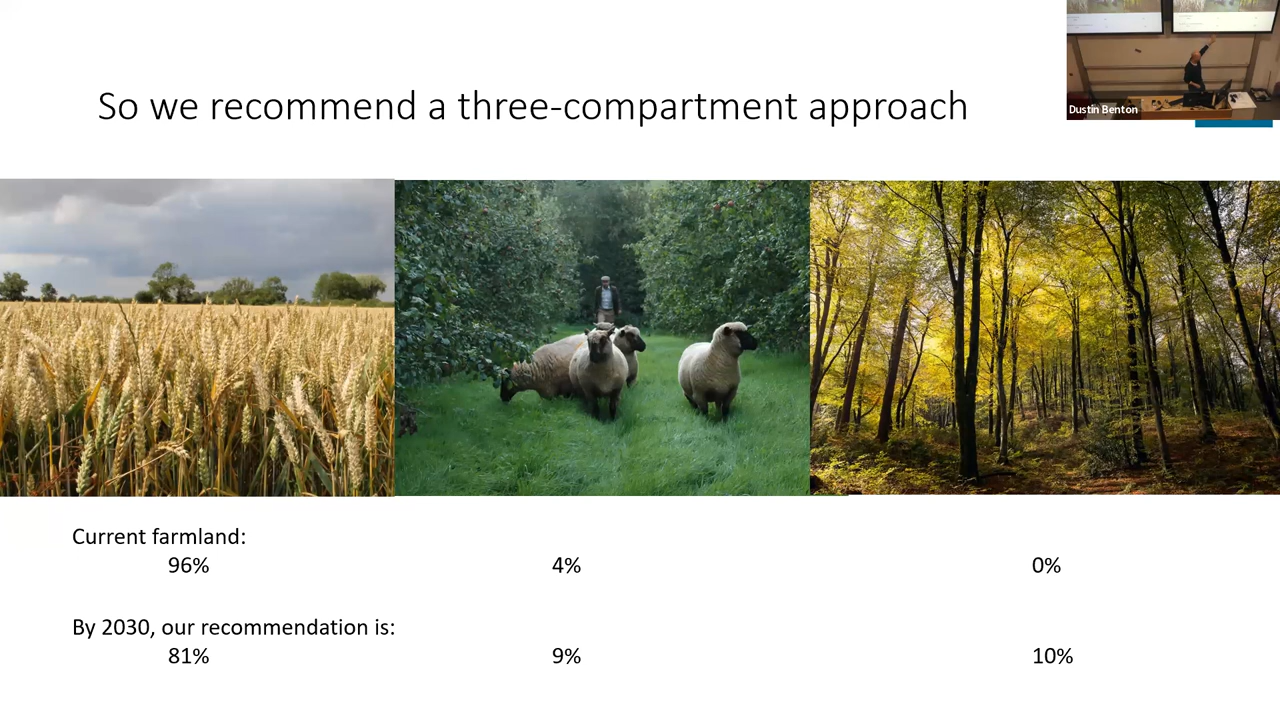 So we recommend a three-compartment approach
Dustin Benton
Current farmland:
96% 4% 0%
By 2030, our recommendation is:
81% 9% 10%